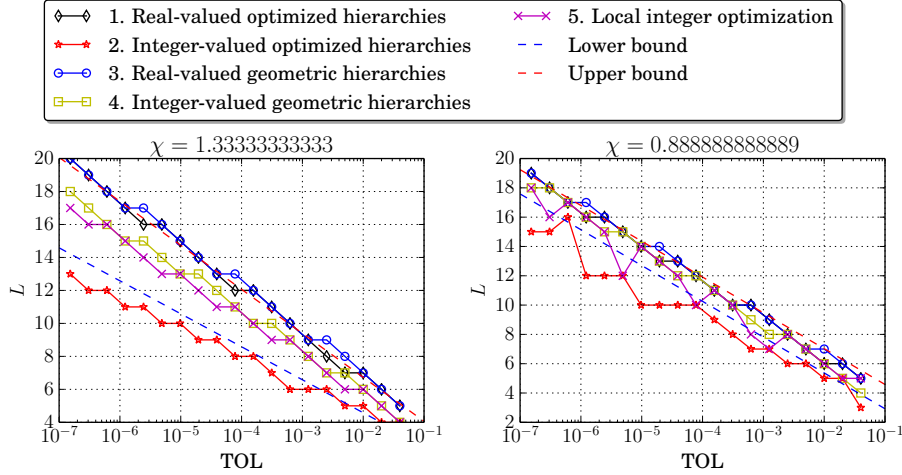 1. Real-valued optimized hierarchies
2. Integer-valued optimized hierarchies
3. Real-valued geometric hierarchies
4. Integer-valued geometric hierarchies
5. Local integer optimization
Lower bound
Upper bound
χ = 1.33333333333
20
18
16
14
12
10
8
6
4
L
10⁻⁷ 10⁻⁶ 10⁻⁵ 10⁻⁴ 10⁻³ 10⁻² 10⁻¹
TOL
χ = 0.888888888889
20
18
16
14
12
10
8
6
4
2
L
10⁻⁷ 10⁻⁶ 10⁻⁵ 10⁻⁴ 10⁻³ 10⁻² 10⁻¹
TOL